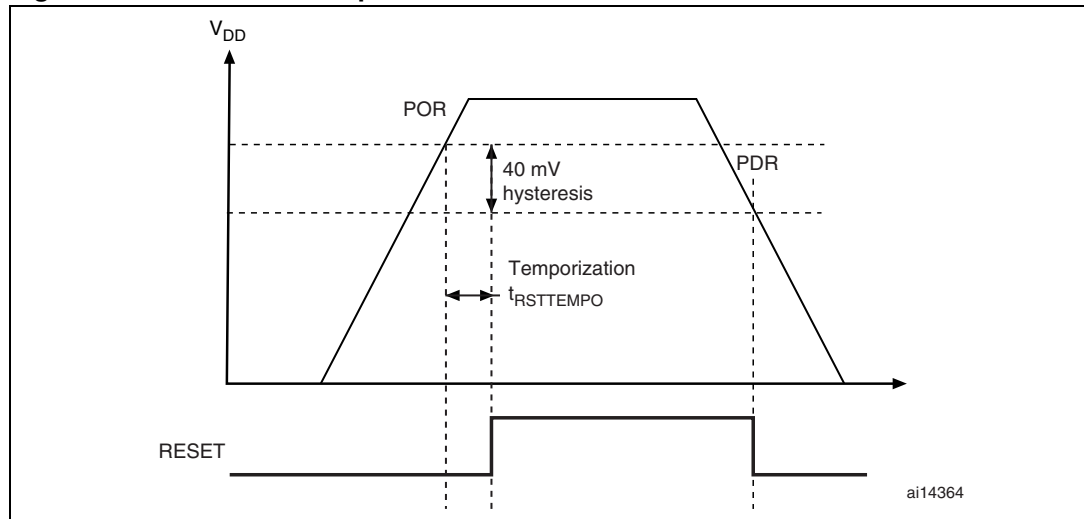 VDD
POR
PDR
40 mV
hysteresis
Temporization
tRSTTEMPO
RESET
ai14364